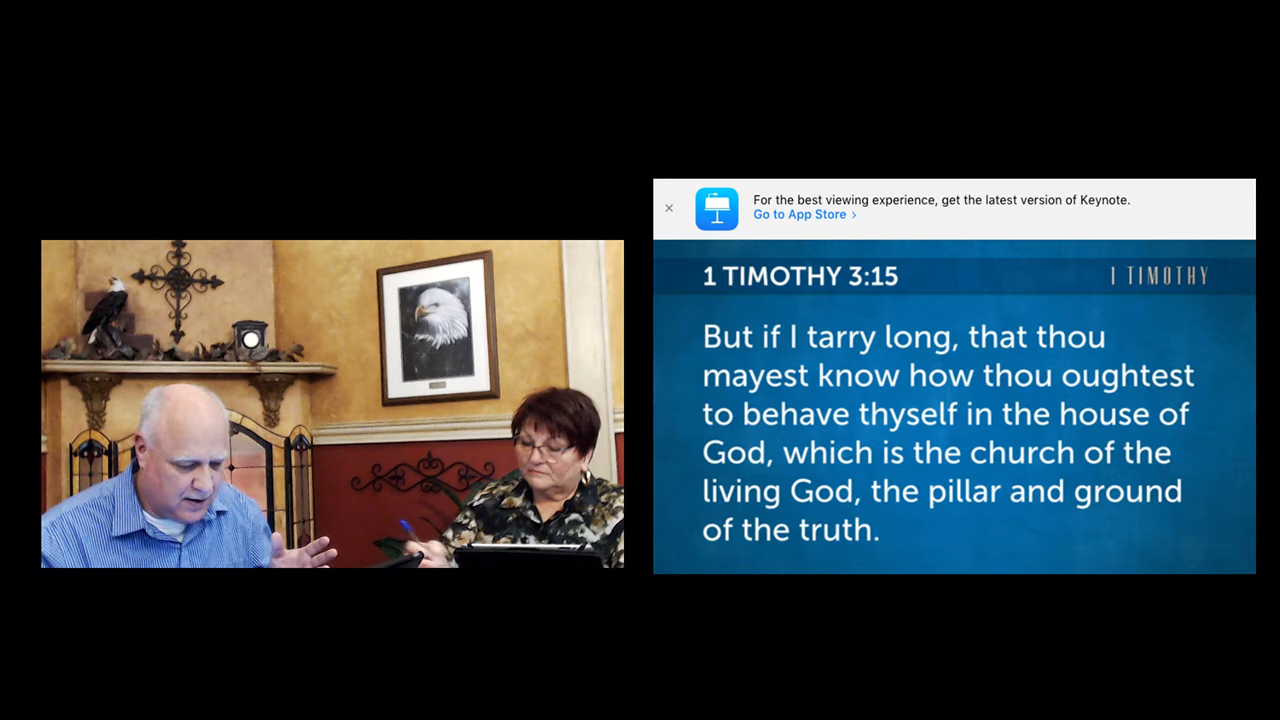 For the best viewing experience, get the latest version of Keynote.
Go to App Store >
1 TIMOTHY 3:15
1 TIMOTHY
But if I tarry long, that thou
mayest know how thou oughtest
to behave thyself in the house of
God, which is the church of the
living God, the pillar and ground
of the truth.